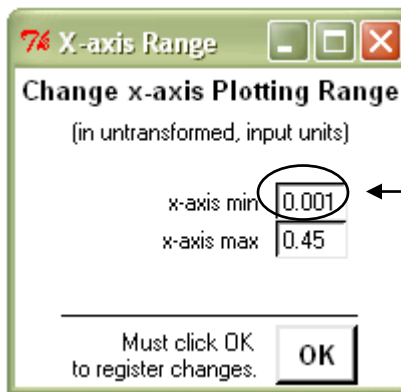 X-axis Range
Change x-axis Plotting Range
(in untransformed, input units)
x-axis min 0.001
x-axis max 0.45
Must click OK
to register changes.
OK